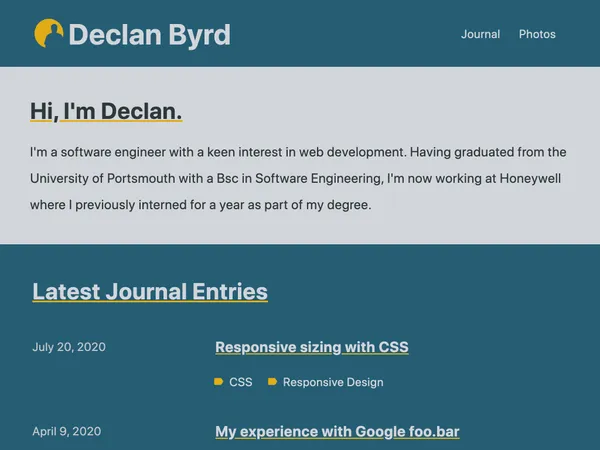 Declan Byrd
Journal
Photos
Hi, I'm Declan.
I'm a software engineer with a keen interest in web development. Having graduated from the
University of Portsmouth with a Bsc in Software Engineering, I'm now working at Honeywell
where I previously interned for a year as part of my degree.
Latest Journal Entries
July 20, 2020
Responsive sizing with CSS
CSS
Responsive Design
April 9, 2020
My experience with Google foo.bar